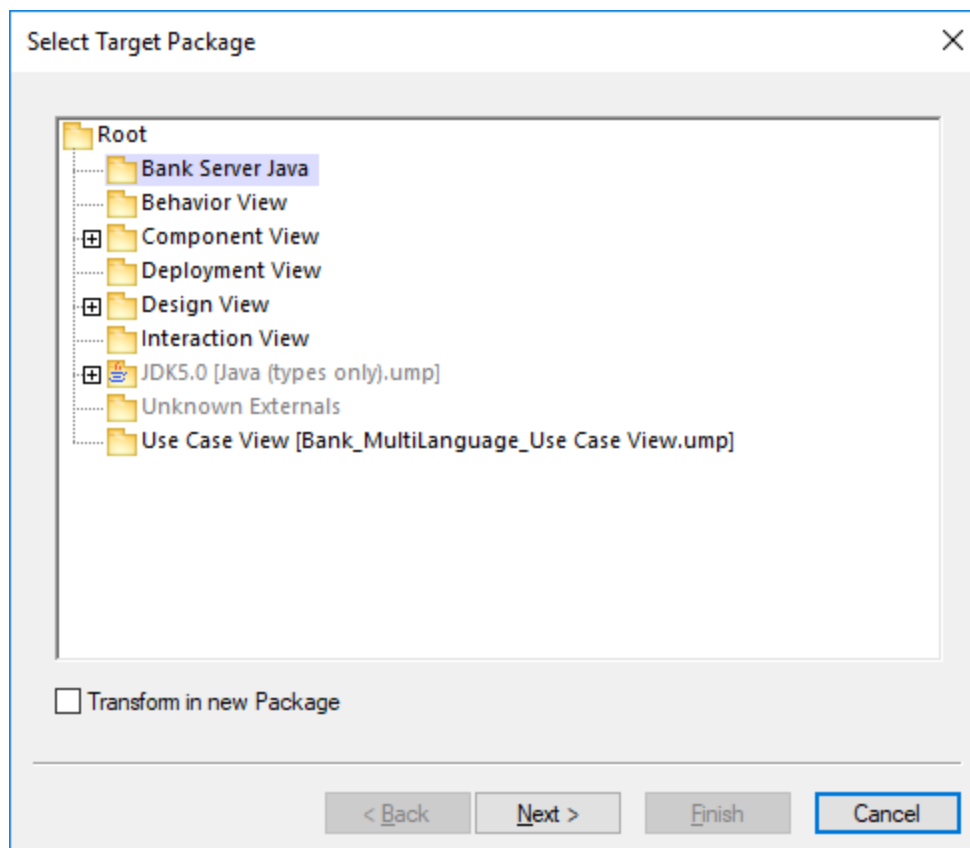 Select Target Package
Root
Bank Server Java
Behavior View
Component View
Deployment View
Design View
Interaction View
JDK5.0 [Java (types only).ump]
Unknown Externals
Use Case View [Bank_MultiLanguage_Use Case View.ump]
Transform in new Package
< Back Next > Finish Cancel